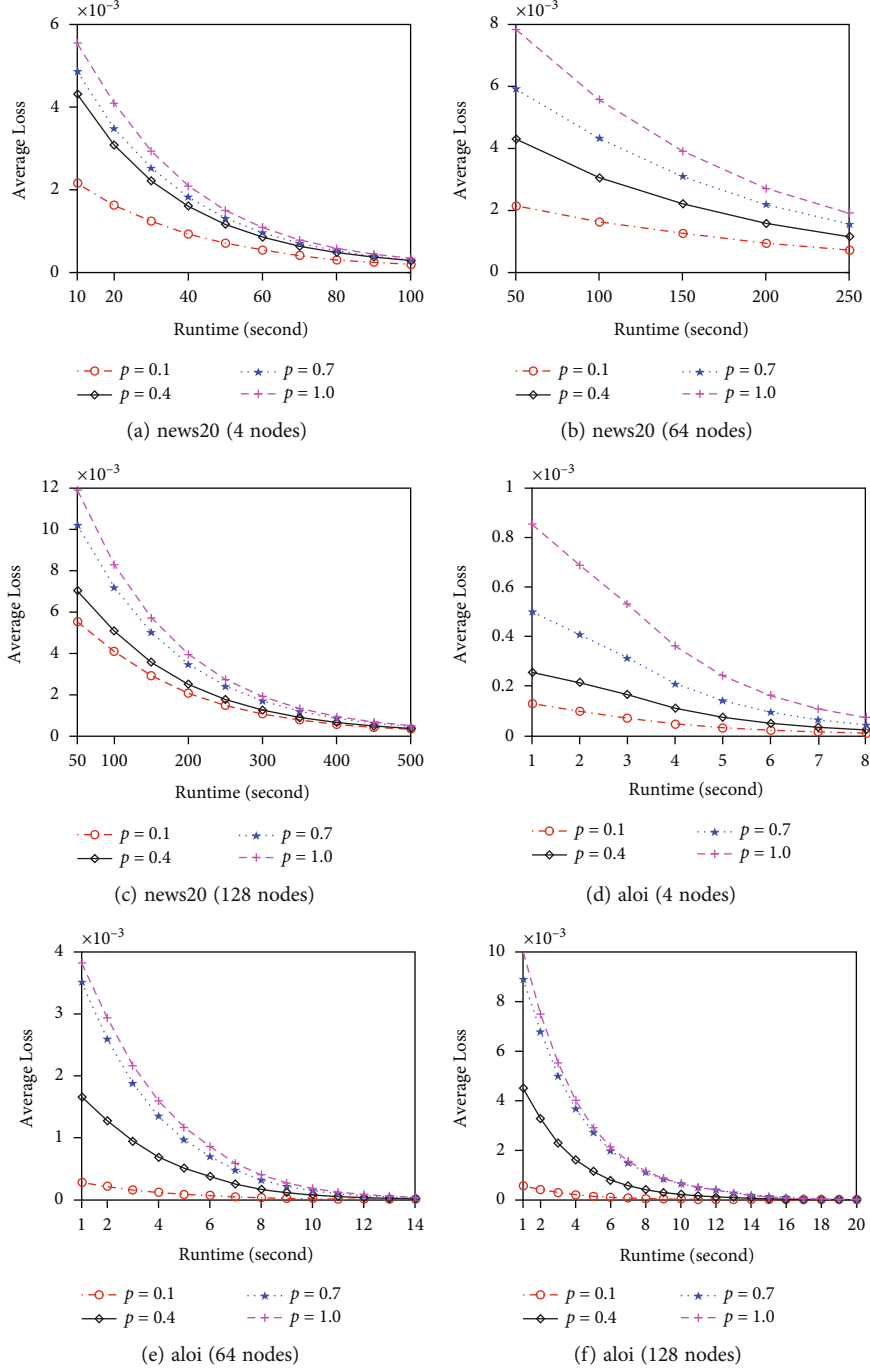 ×10⁻³
6
4
2
0
Average Loss
10 20 40 60 80 100
Runtime (second)
p = 0.1 p = 0.7
p = 0.4 p = 1.0
(a) news20 (4 nodes)
×10⁻³
8
6
4
2
0
Average Loss
50 100 150 200 250
Runtime (second)
p = 0.1 p = 0.7
p = 0.4 p = 1.0
(b) news20 (64 nodes)
×10⁻³
12
10
8
6
4
2
0
Average Loss
50 100 200 300 400 500
Runtime (second)
p = 0.1 p = 0.7
p = 0.4 p = 1.0
(c) news20 (128 nodes)
×10⁻³
1
0.8
0.6
0.4
0.2
0
Average Loss
1 2 3 4 5 6 7 8
Runtime (second)
p = 0.1 p = 0.7
p = 0.4 p = 1.0
(d) aloi (4 nodes)
×10⁻³
4
3
2
1
0
Average Loss
1 2 4 6 8 10 12 14
Runtime (second)
p = 0.1 p = 0.7
p = 0.4 p = 1.0
(e) aloi (64 nodes)
×10⁻³
10
8
6
4
2
0
Average Loss
1 2 4 6 8 10 12 14 16 18 20
Runtime (second)
p = 0.1 p = 0.7
p = 0.4 p = 1.0
(f) aloi (128 nodes)